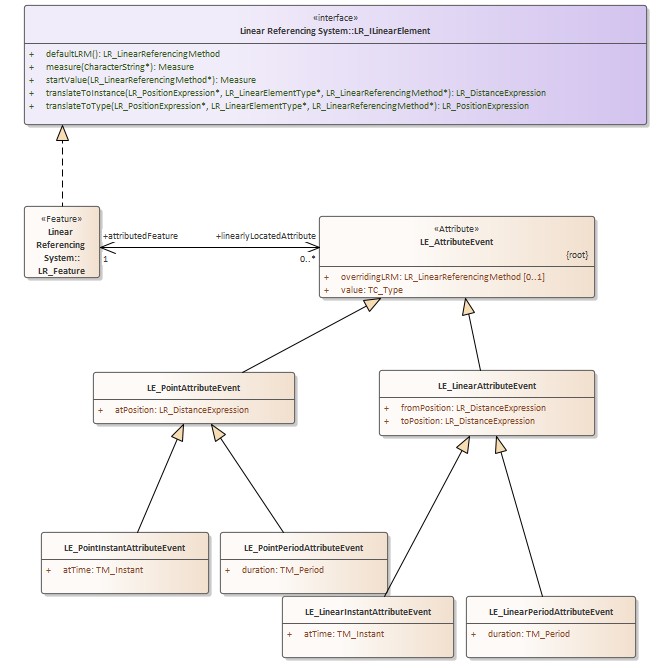 «interface»
Linear Referencing System::LR_ILinearElement
+ defaultLRM(): LR_LinearReferencingMethod
+ measure(CharacterString*): Measure
+ startValue(LR_LinearReferencingMethod*): Measure
+ translateToInstance(LR_PositionExpression*, LR_LinearElementType*, LR_LinearReferencingMethod*): LR_DistanceExpression
+ translateToType(LR_PositionExpression*, LR_LinearElementType*, LR_LinearReferencingMethod*): LR_PositionExpression
«Feature»
Linear
Referencing
System::
LR_Feature
+attributedFeature
1
+linearlyLocatedAttribute
0..*
«Attribute»
LE_AttributeEvent
{root}
+ overridingLRM: LR_LinearReferencingMethod [0..1]
+ value: TC_Type
LE_PointAttributeEvent
+ atPosition: LR_DistanceExpression
LE_LinearAttributeEvent
+ fromPosition: LR_DistanceExpression
+ toPosition: LR_DistanceExpression
LE_PointInstantAttributeEvent
+ atTime: TM_Instant
LE_PointPeriodAttributeEvent
+ duration: TM_Period
LE_LinearInstantAttributeEvent
+ atTime: TM_Instant
LE_LinearPeriodAttributeEvent
+ duration: TM_Period